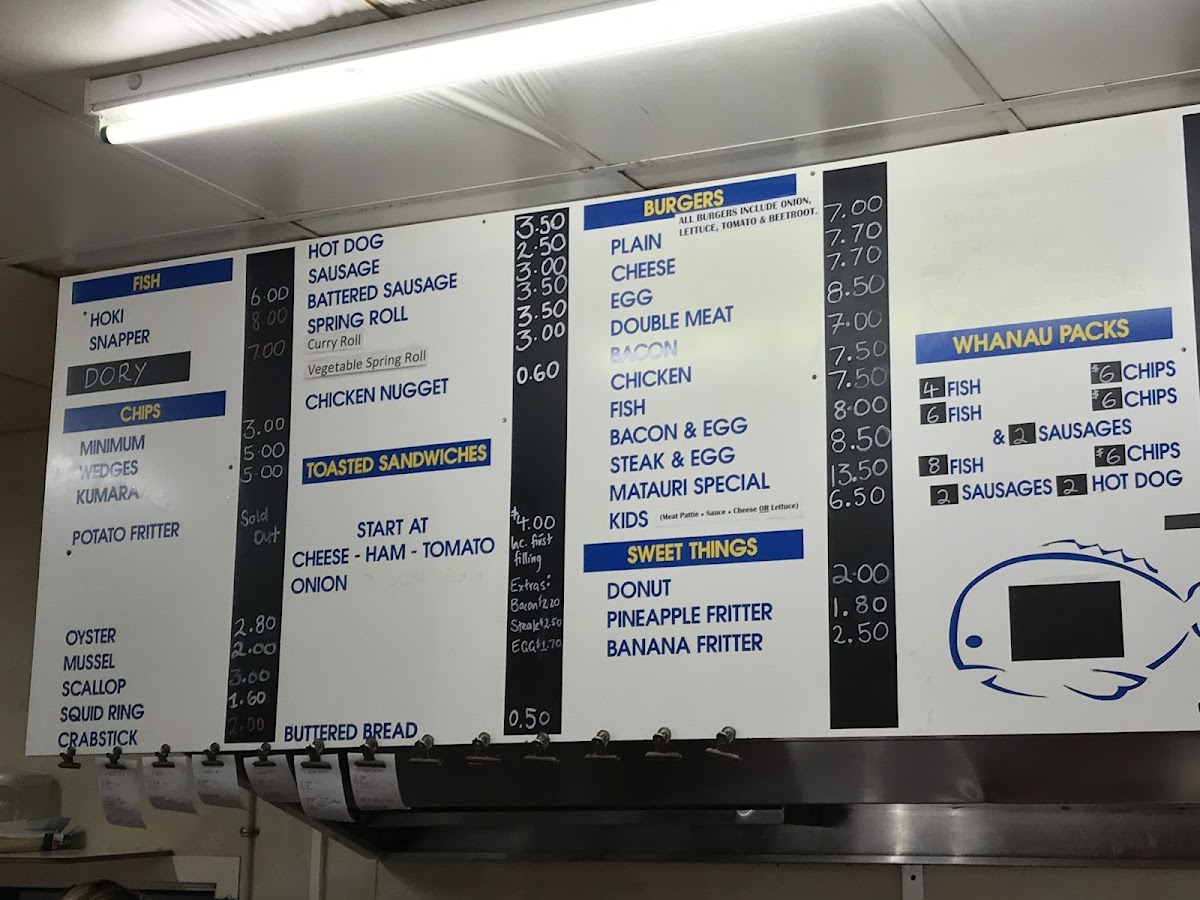 FISH
HOKI 6.00
SNAPPER 8.00
DORY 7.00
CHIPS
MINIMUM 3.00
WEDGES 5.00
KUMARA 5.00
POTATO FRITTER Sold Out
OYSTER 2.80
MUSSEL 2.00
SCALLOP 3.60
SQUID RING 1.60
CRABSTICK 2.00
HOT DOG 3.50
SAUSAGE 2.50
BATTERED SAUSAGE 3.00
SPRING ROLL 3.50
Curry Roll 3.50
Vegetable Spring Roll 3.00
CHICKEN NUGGET 0.60
TOASTED SANDWICHES
START AT $4.00
CHEESE - HAM - TOMATO
ONION
Inc. first
filling
Extras:
Bacon $2.20
Steak $2.50
EGG $1.70
BUTTERED BREAD 0.50
BURGERS
ALL BURGERS INCLUDE ONION,
LETTUCE, TOMATO & BEETROOT.
PLAIN 7.00
CHEESE 7.70
EGG 7.70
DOUBLE MEAT 8.50
BACON 7.00
CHICKEN 7.50
FISH 7.50
BACON & EGG 8.00
STEAK & EGG 8.50
MATAURI SPECIAL 13.50
KIDS (Meat Pattie • Sauce • Cheese OR Lettuce) 6.50
SWEET THINGS
DONUT 2.00
PINEAPPLE FRITTER 1.80
BANANA FRITTER 2.50
WHANAU PACKS
4 FISH $6 CHIPS
6 FISH $6 CHIPS
& 2 SAUSAGES
8 FISH $6 CHIPS
2 SAUSAGES 2 HOT DOG